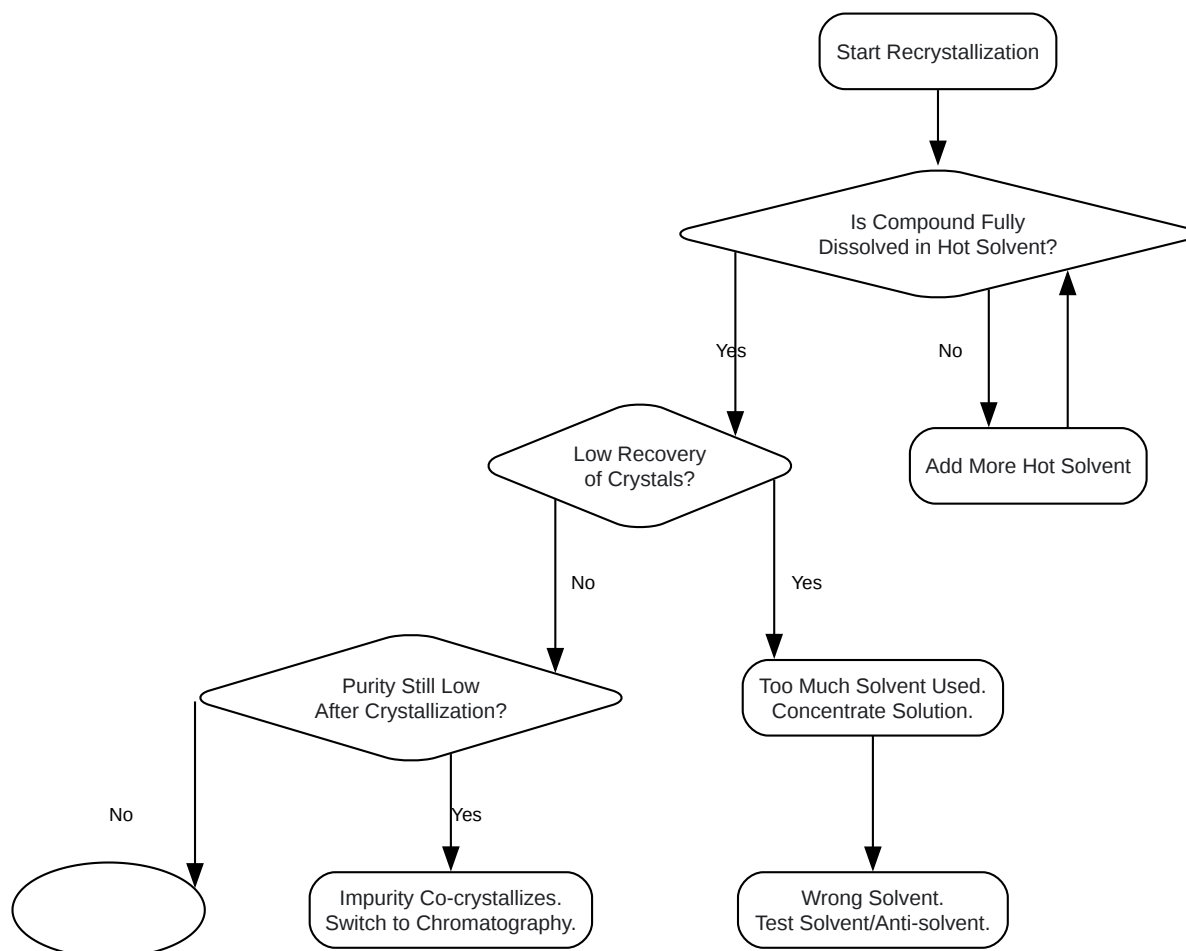 Start Recrystallization
Is Compound Fully
Dissolved in Hot Solvent?
Yes
No
Low Recovery
of Crystals?
Add More Hot Solvent
No
Yes
Purity Still Low
After Crystallization?
Too Much Solvent Used.
Concentrate Solution.
No
Yes
Impurity Co-crystallizes.
Switch to Chromatography.
Wrong Solvent.
Test Solvent/Anti-solvent.